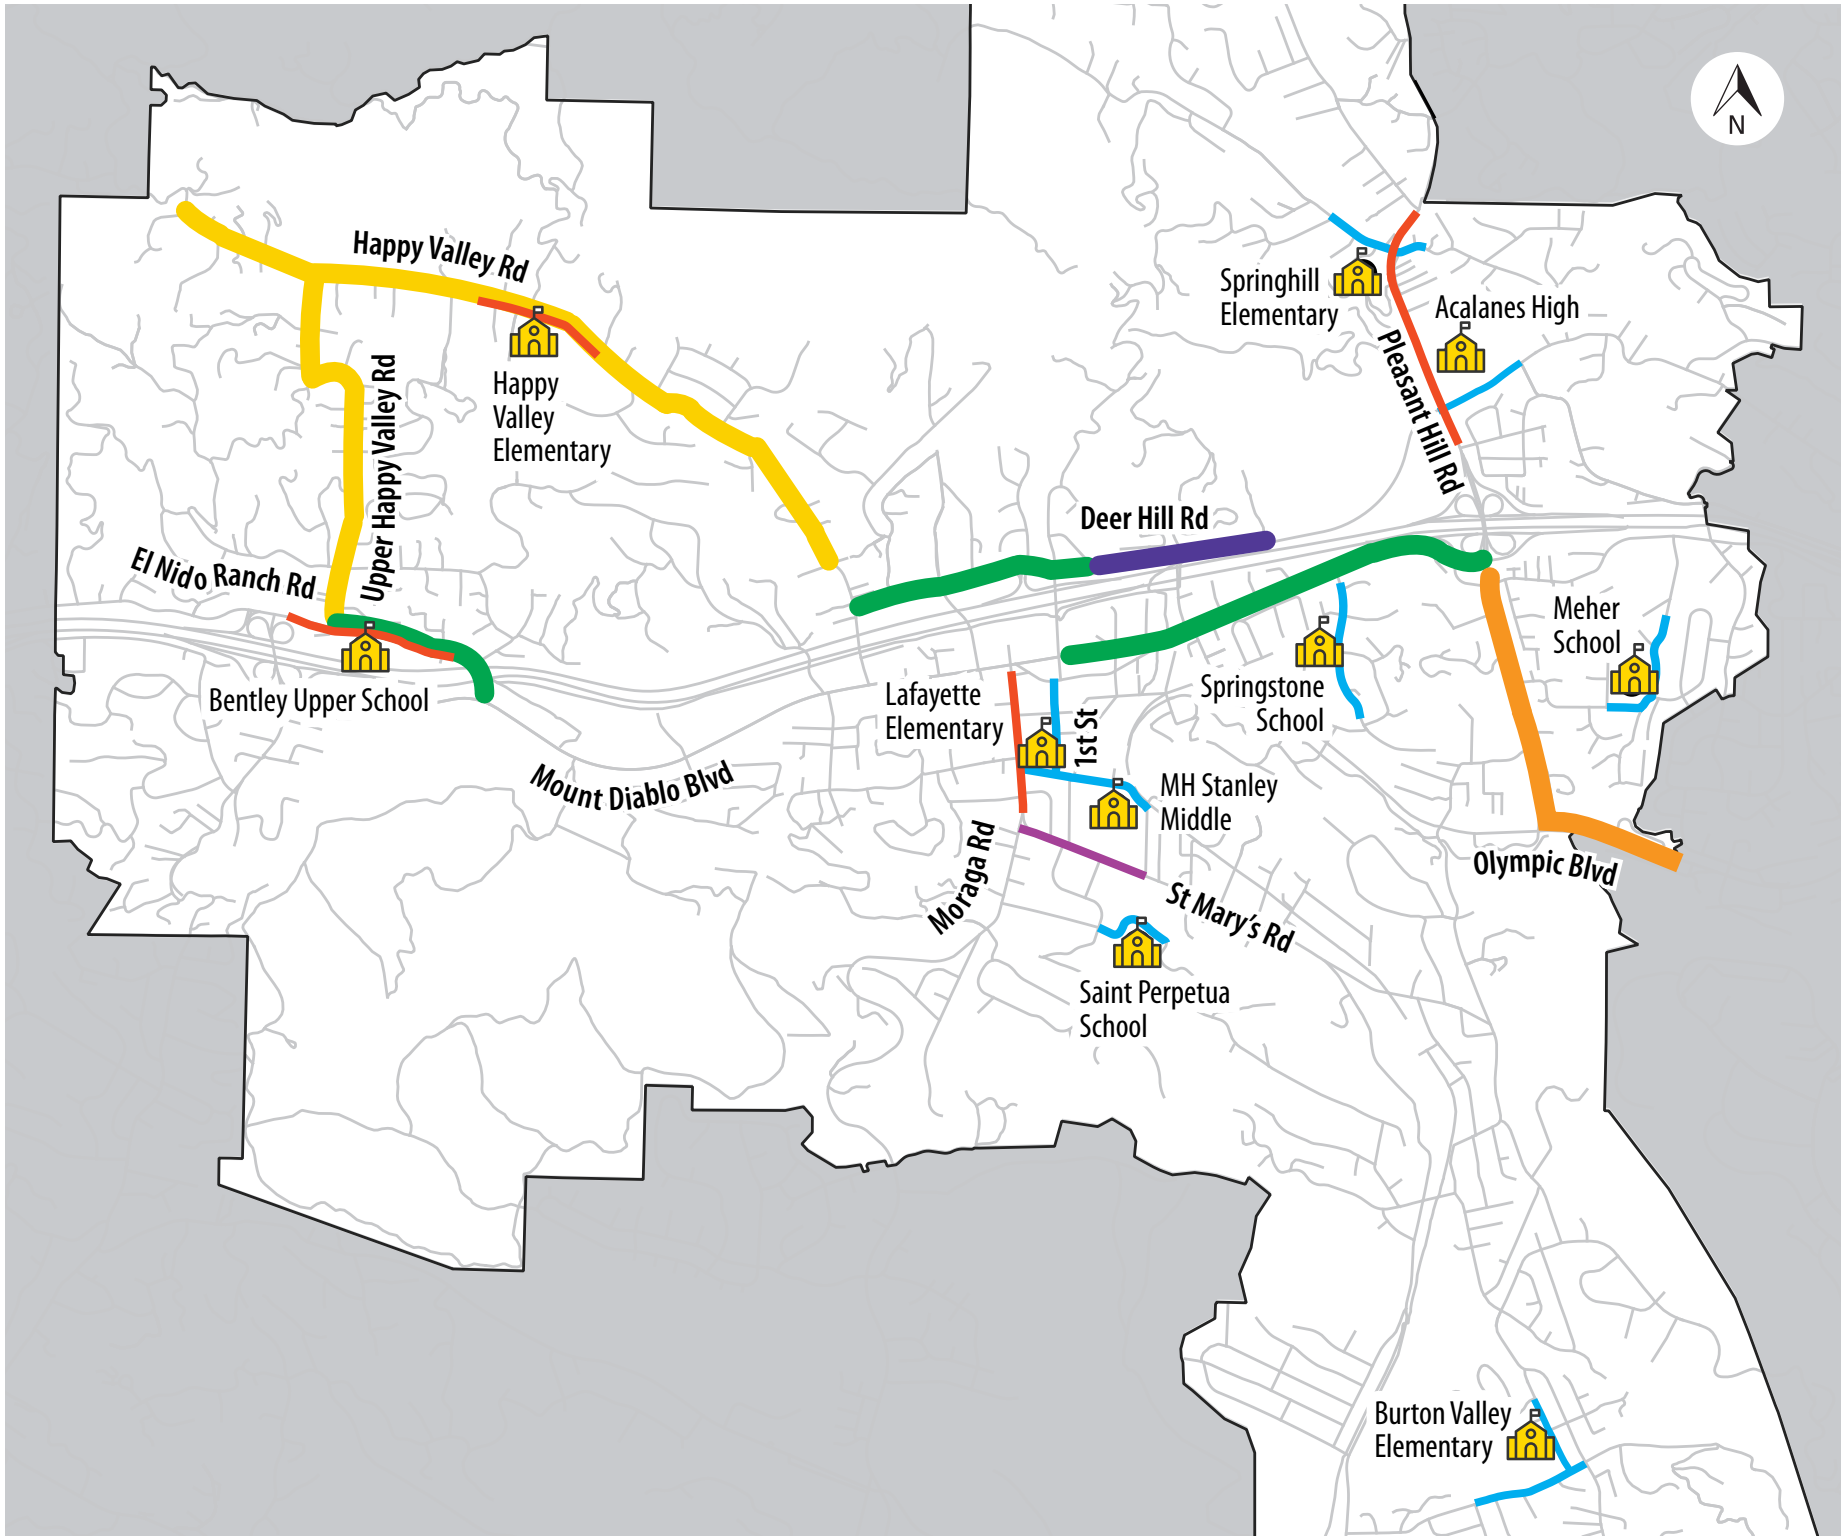 N
Happy Valley Rd
Springhill
Elementary
Acalanes High
Pleasant Hill Rd
Happy
Valley
Elementary
Upper Happy Valley Rd
Deer Hill Rd
El Nido Ranch Rd
Meher
School
Bentley Upper School
Lafayette
Elementary
1st St
Springstone
School
Mount Diablo Blvd
MH Stanley
Middle
Moraga Rd
Olympic Blvd
St Mary's Rd
Saint Perpetua
School
Burton Valley
Elementary